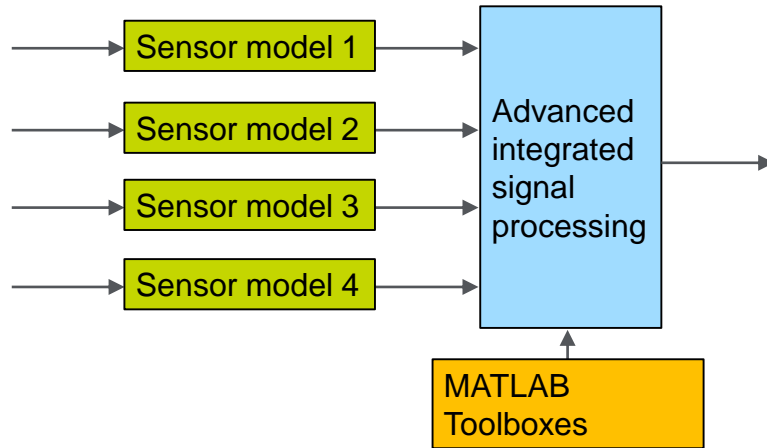 Sensor model 1
Sensor model 2
Sensor model 3
Sensor model 4
Advanced
integrated
signal
processing
MATLAB
Toolboxes